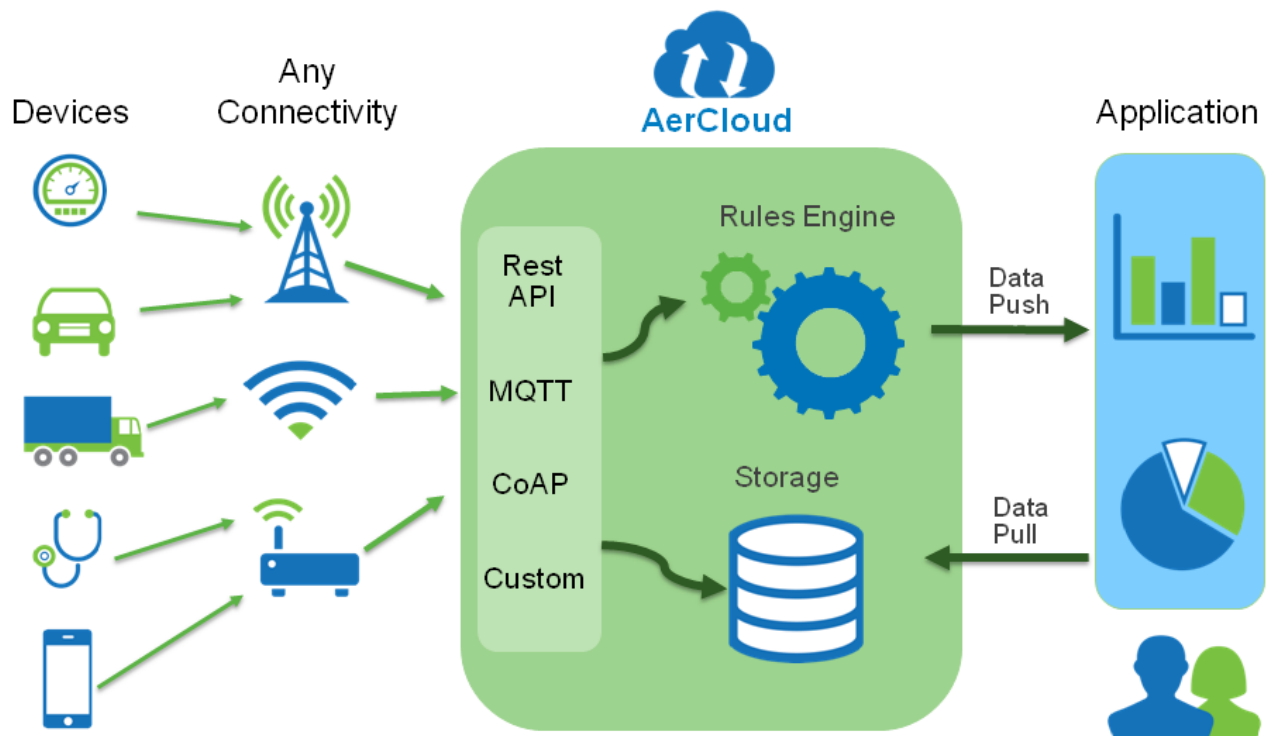 Devices
Any
Connectivity
AerCloud
Application
Rest
API
MQTT
CoAP
Custom
Rules Engine
Storage
Data
Push
Data
Pull